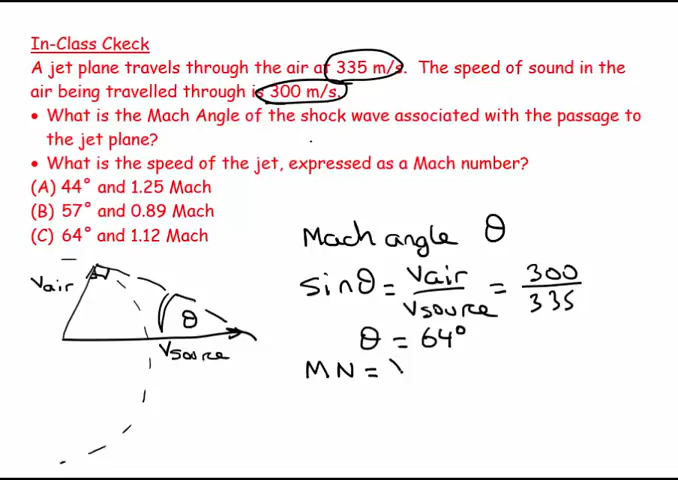 In-Class Ckeck
A jet plane travels through the air at 335 m/s. The speed of sound in the
air being travelled through is 300 m/s.
• What is the Mach Angle of the shock wave associated with the passage to
the jet plane?
• What is the speed of the jet, expressed as a Mach number?
(A) 44° and 1.25 Mach
(B) 57° and 0.89 Mach
(C) 64° and 1.12 Mach
Mach angle θ
sinθ = Vair / Vsource = 300 / 335
θ = 64°
MN =
Vair
θ
Vsource